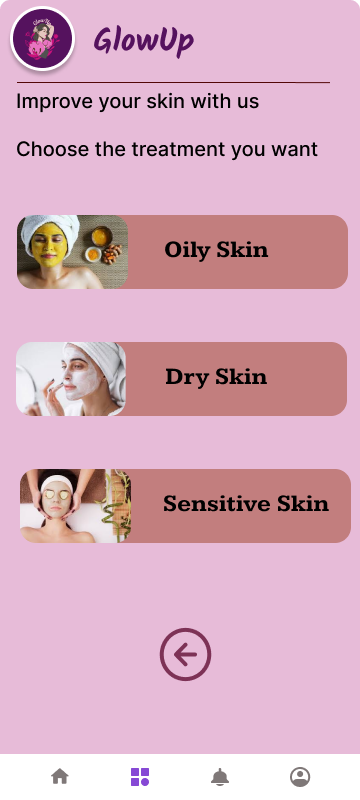 GlowUp
Improve your skin with us
Choose the treatment you want
Oily Skin
Dry Skin
Sensitive Skin